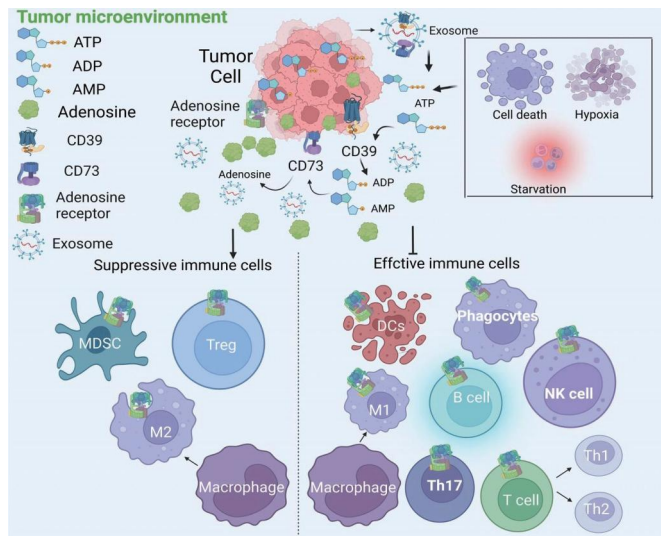 Tumor microenvironment
ATP
ADP
AMP
Adenosine
CD39
CD73
Adenosine
receptor
Exosome
Tumor
Cell
Exosome
Adenosine
receptor
ATP
CD73
CD39
Adenosine
ADP
AMP
Cell death
Hypoxia
Starvation
Suppressive immune cells
MDSC
Treg
M2
Macrophage
Effctive immune cells
DCs
Phagocytes
M1
B cell
NK cell
Macrophage
Th17
T cell
Th1
Th2